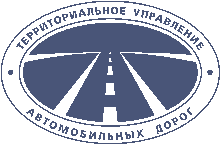 ТЕРРИТОРИАЛЬНОЕ УПРАВЛЕНИЕ
АВТОМОБИЛЬНЫХ ДОРОГ